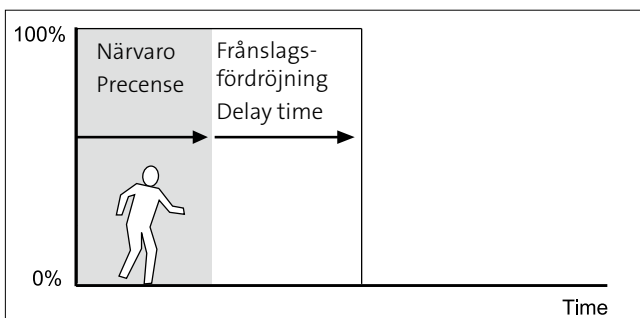 100%
Närvaro
Precense
Frånslags-
fördröjning
Delay time
0%
Time